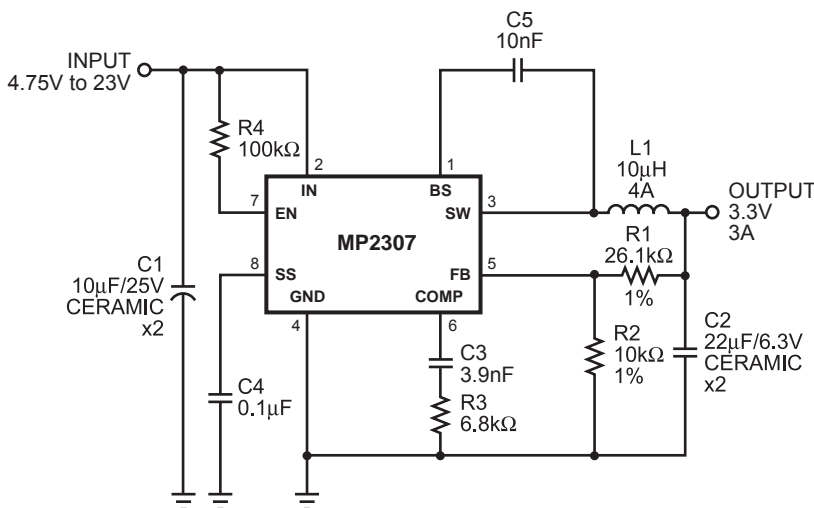 C5
10nF
INPUT
4.75V to 23V
R4
100kΩ
2
1
L1
10µH
4A
IN
BS
7
EN
SW
3
OUTPUT
3.3V
3A
MP2307
R1
26.1kΩ
1%
C1
10µF/25V
CERAMIC
x2
8
SS
FB
5
GND
COMP
4
6
R2
10kΩ
1%
C2
22µF/6.3V
CERAMIC
x2
C3
3.9nF
C4
0.1µF
R3
6.8kΩ